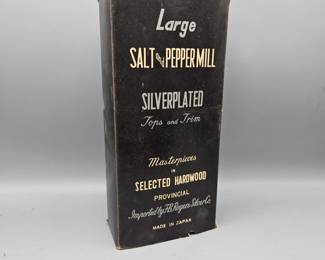 Large
SALT and PEPPER MILL
SILVERPLATED
Tops and Trim
Masterpieces
IN
SELECTED HARDWOOD
PROVINCIAL
Imported by F.B. Rogers Silver Co.
MADE IN JAPAN